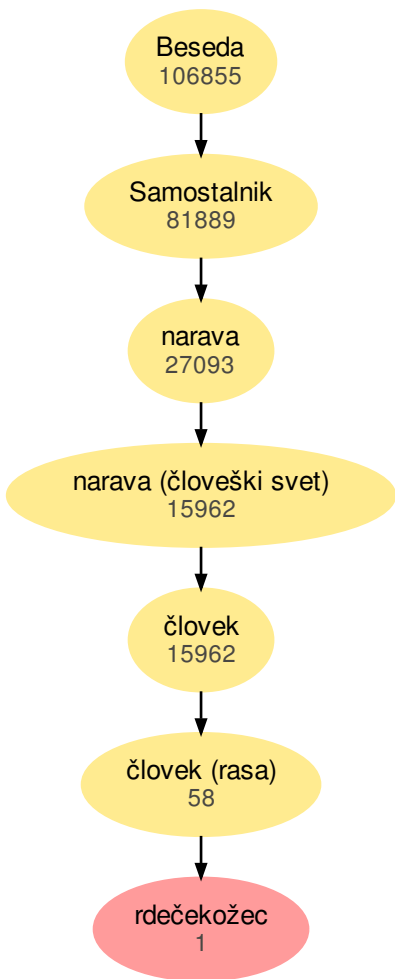 Beseda
106855
Samostalnik
81889
narava
27093
narava (človeški svet)
15962
človek
15962
človek (rasa)
58
rdečekožec
1